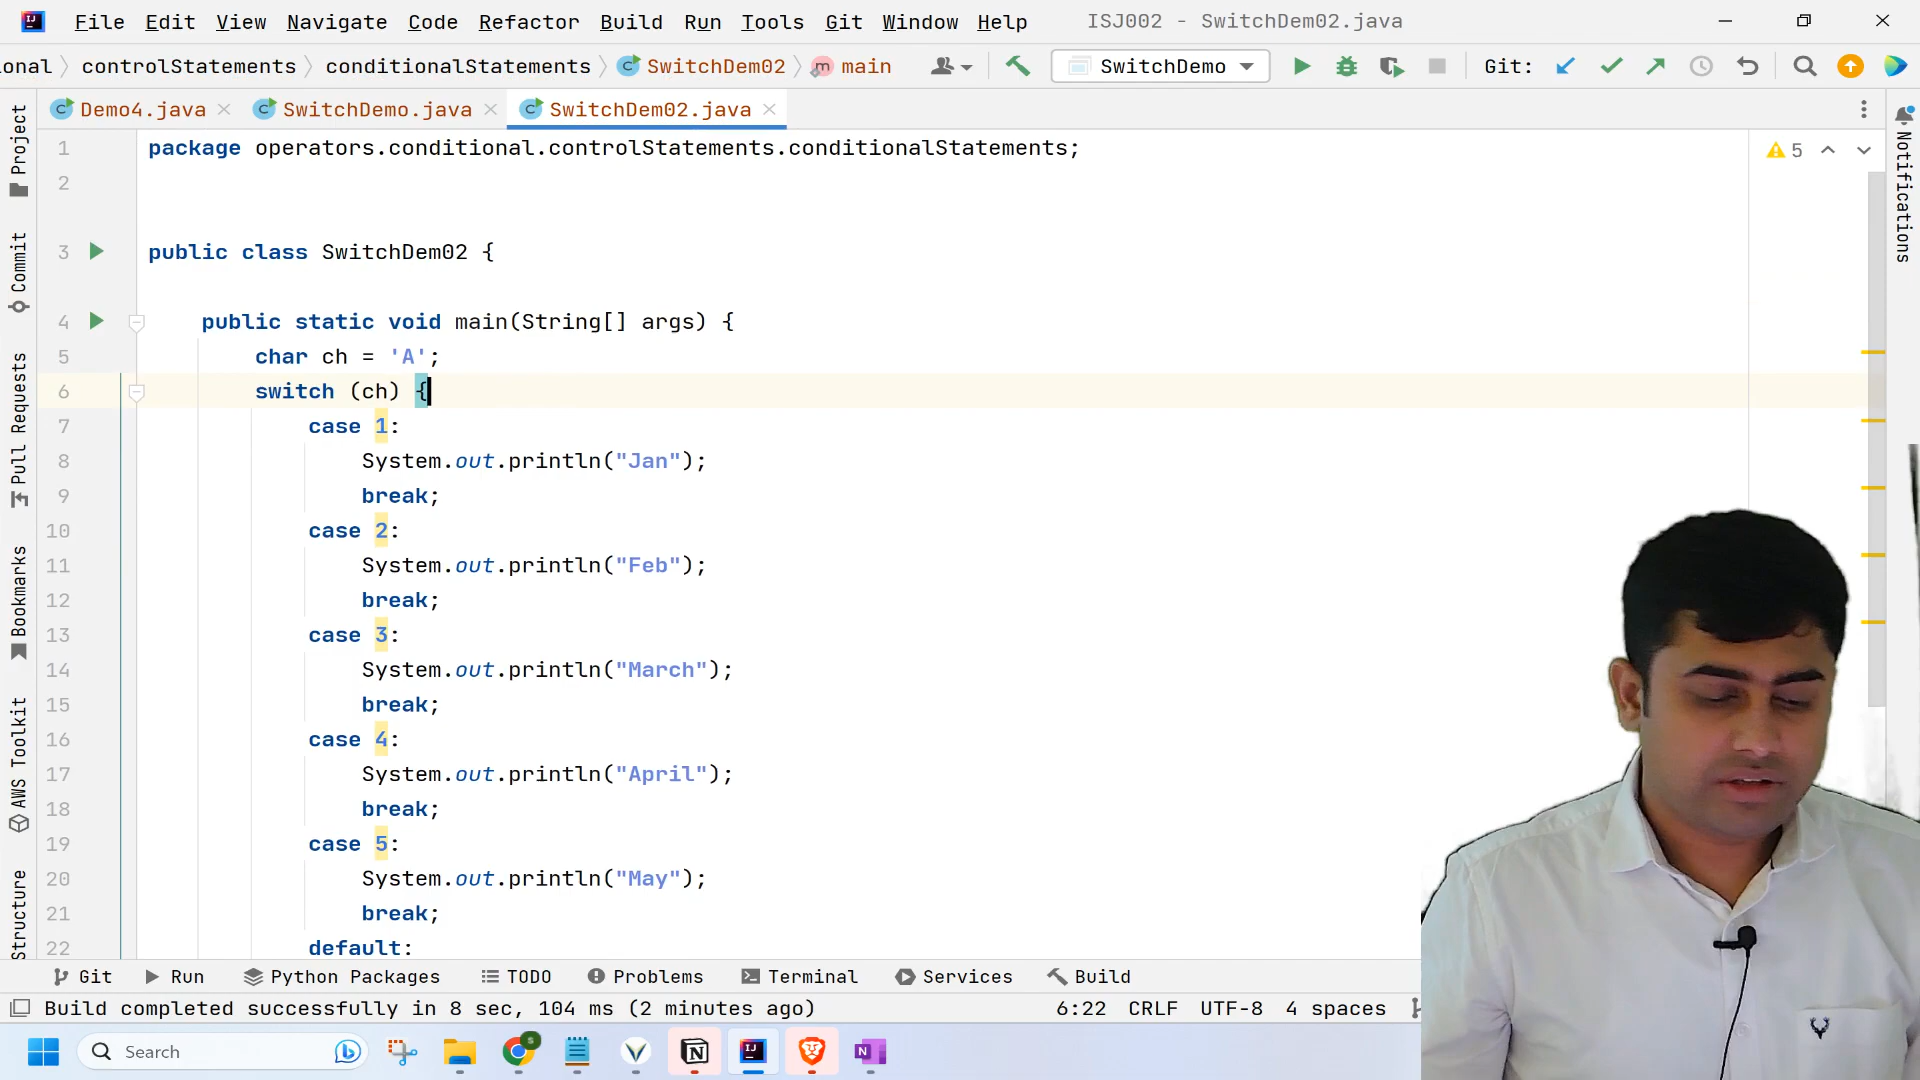 File Edit View Navigate Code Refactor Build Run Tools Git Window Help ISJ002 - SwitchDem02.java
onal controlStatements conditionalStatements SwitchDem02 main SwitchDemo Git:
Demo4.java SwitchDemo.java SwitchDem02.java
1 package operators.conditional.controlStatements.conditionalStatements;
5
2
3 public class SwitchDem02 {
4 public static void main(String[] args) {
5 char ch = 'A';
6 switch (ch) {
7 case 1:
8 System.out.println("Jan");
9 break;
10 case 2:
11 System.out.println("Feb");
12 break;
13 case 3:
14 System.out.println("March");
15 break;
16 case 4:
17 System.out.println("April");
18 break;
19 case 5:
20 System.out.println("May");
21 break;
22 default:
Project
Commit
Pull Requests
Bookmarks
AWS Toolkit
Structure
Notifications
Git Run Python Packages TODO Problems Terminal Services Build
Build completed successfully in 8 sec, 104 ms (2 minutes ago) 6:22 CRLF UTF-8 4 spaces
Search